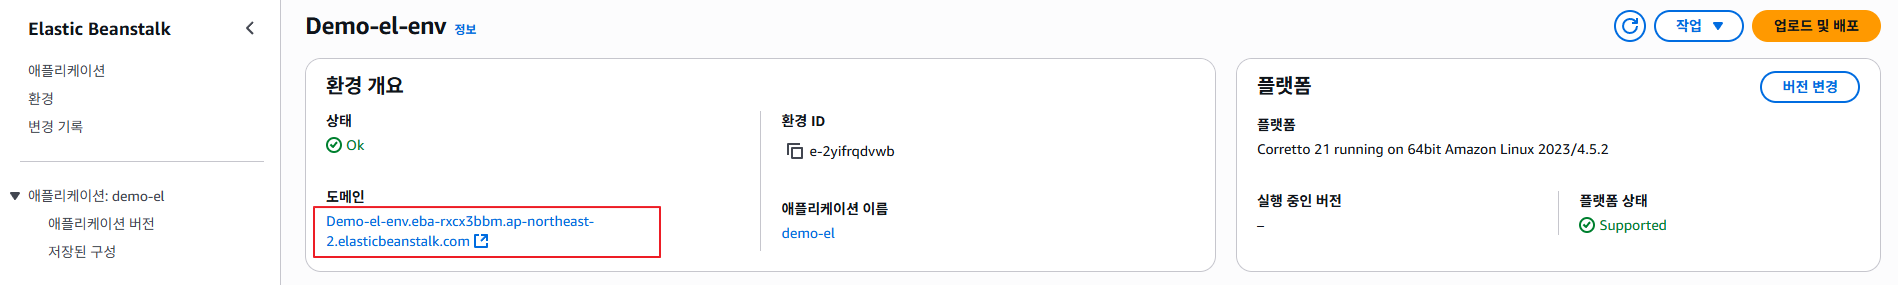 Elastic Beanstalk
애플리케이션
환경
변경 기록
애플리케이션: demo-el
애플리케이션 버전
저장된 구성
Demo-el-env 정보
작업
업로드 및 배포
환경 개요
상태
Ok
도메인
Demo-el-env.eba-rxcx3bbm.ap-northeast-
2.elasticbeanstalk.com
환경 ID
e-2yifrqdvwb
애플리케이션 이름
demo-el
플랫폼
버전 변경
플랫폼
Corretto 21 running on 64bit Amazon Linux 2023/4.5.2
실행 중인 버전
–
플랫폼 상태
Supported